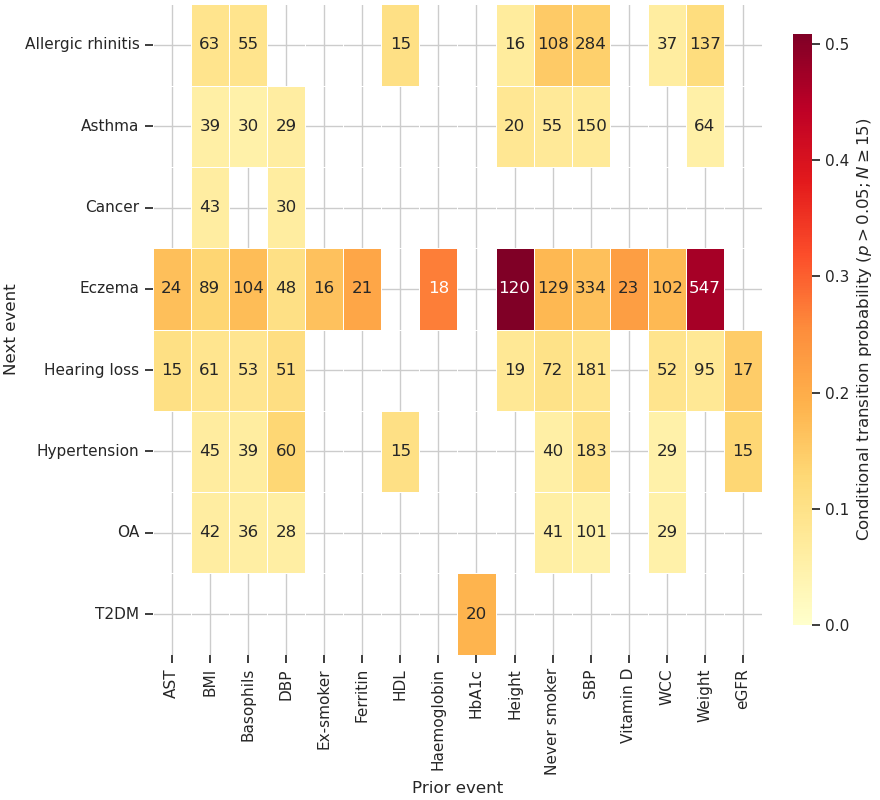 Allergic rhinitis 63 55 15 16 108 284 37 137
Asthma 39 30 29 20 55 150 64
Cancer 43 30
Eczema 24 89 104 48 16 21 18 120 129 334 23 102 547
Hearing loss 15 61 53 51 19 72 181 52 95 17
Hypertension 45 39 60 15 40 183 29 15
OA 42 36 28 41 101 29
T2DM 20
Next event
AST
BMI
Basophils
DBP
Ex-smoker
Ferritin
HDL
Haemoglobin
HbA1c
Height
Never smoker
SBP
Vitamin D
WCC
Weight
eGFR
Prior event
0.5
0.4
0.3
0.2
0.1
0.0
Conditional transition probability (p > 0.05; N ≥ 15)